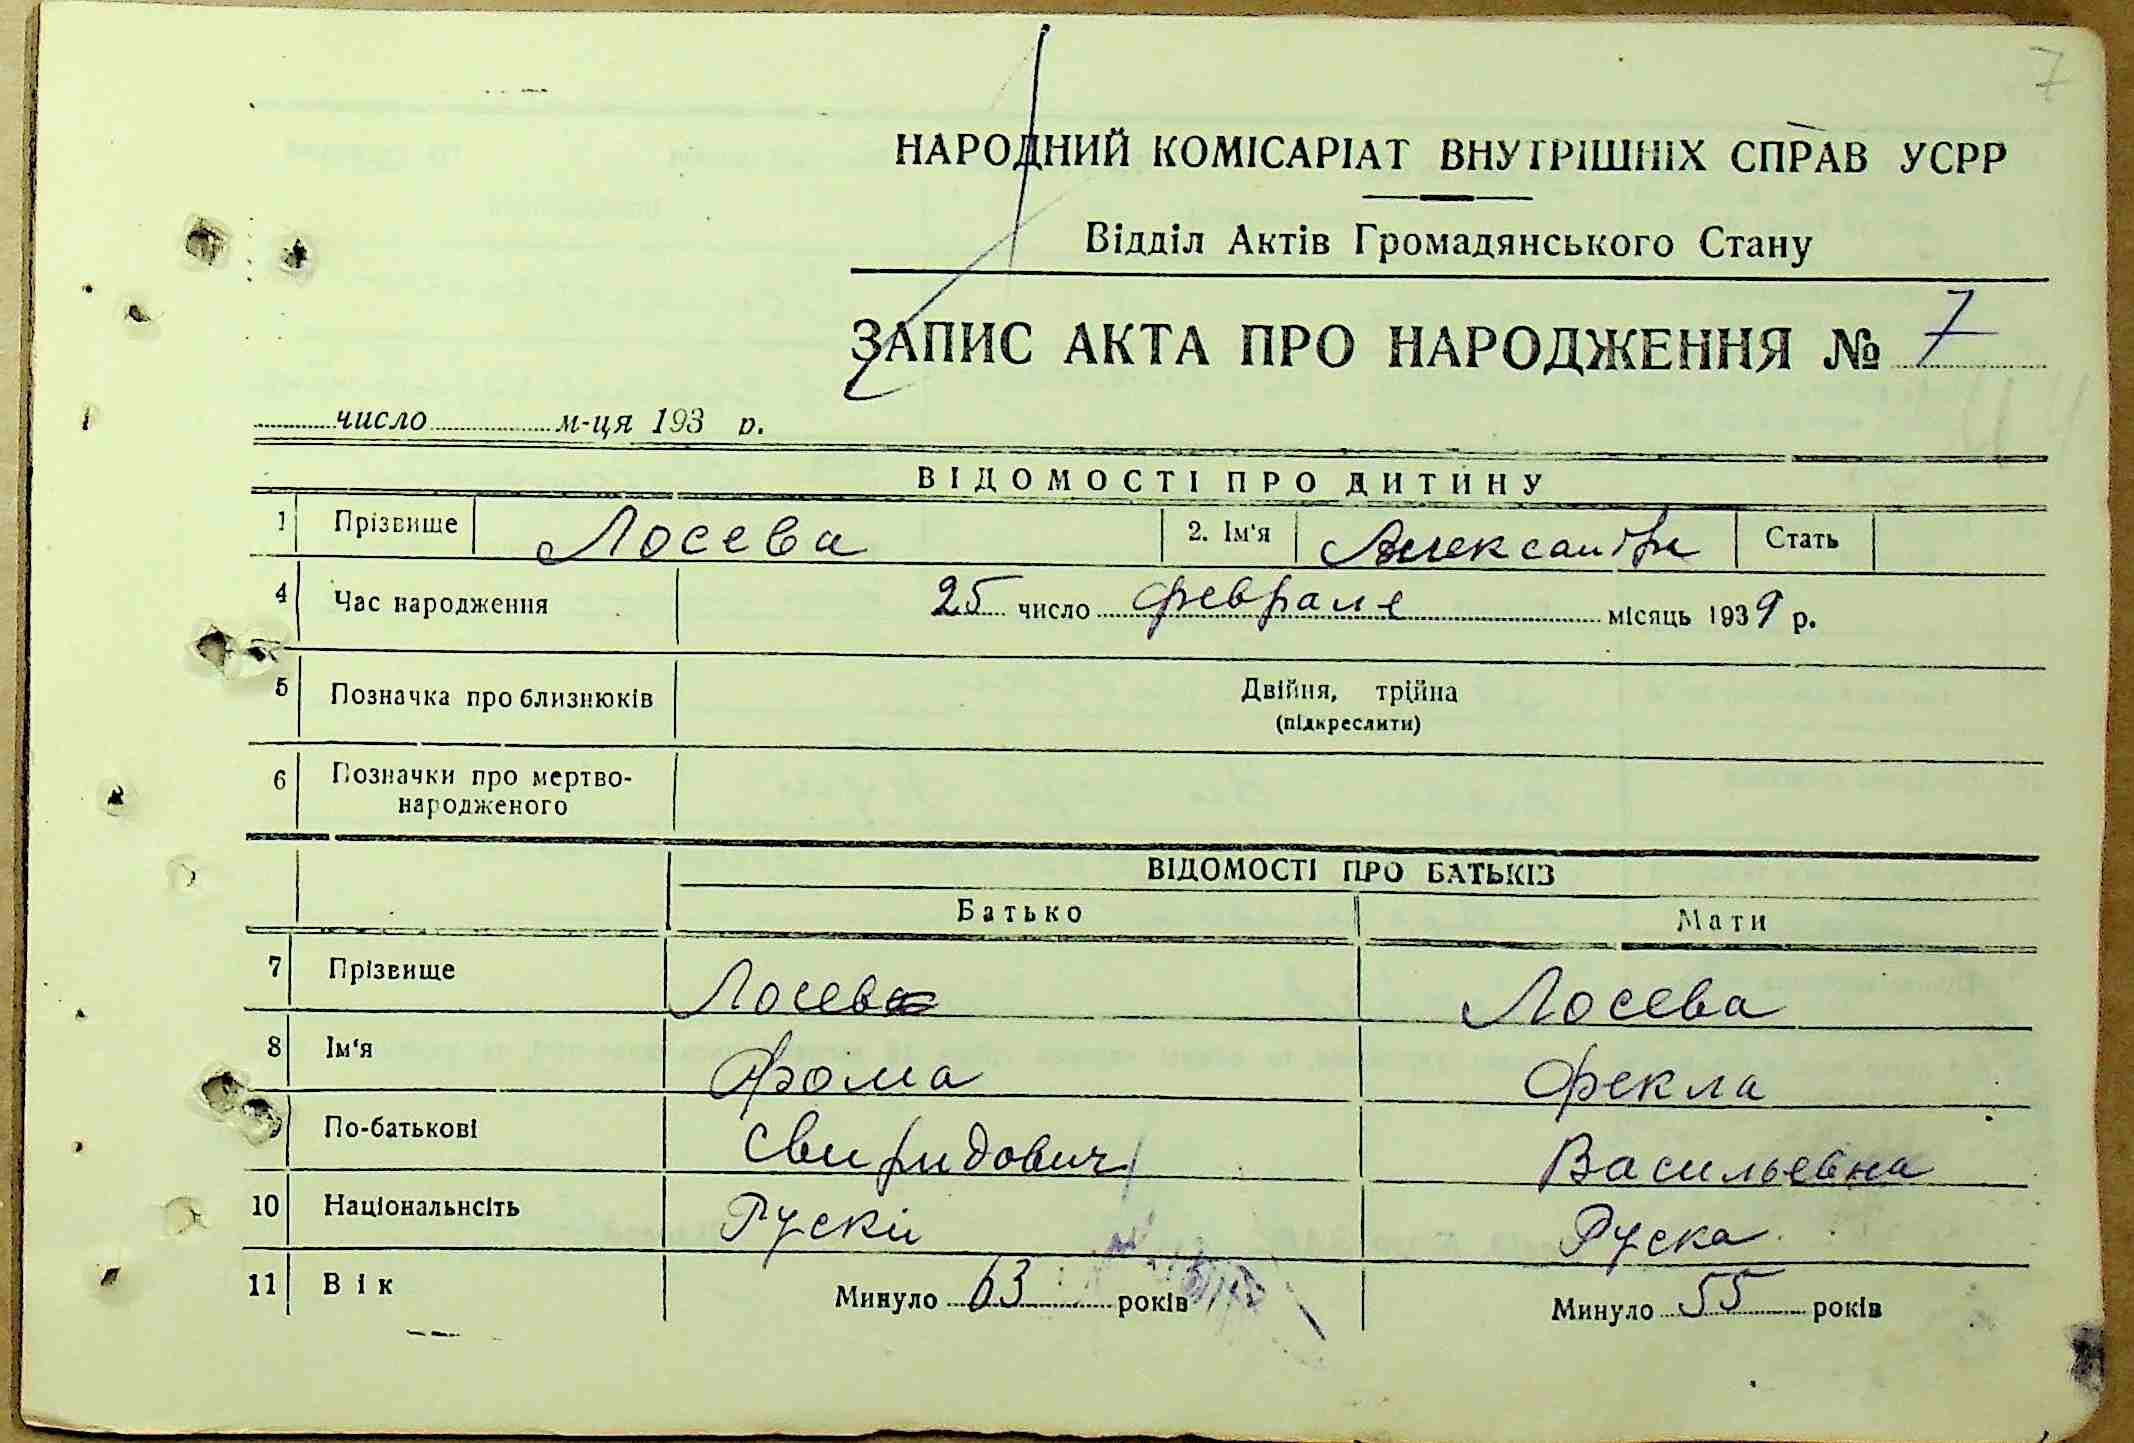 7
НАРОДНИЙ КОМІСАРІАТ ВНУТРІШНІХ СПРАВ УСРР
Відділ Актів Громадянського Стану
ЗАПИС АКТА ПРО НАРОДЖЕННЯ № 7
число м-ця 193 р.
ВІДОМОСТІ ПРО ДИТИНУ
1 Прізвище Лосева 2. Ім'я Александра Стать
4 Час народження 25 число февраля місяць 1939 р.
5 Позначка про близнюків Двійня, трійна
(підкреслити)
6 Позначки про мертво-
народженого
ВІДОМОСТІ ПРО БАТЬКІВ
Батько Мати
7 Прізвище Лосев Лосева
8 Ім'я Фома Фекла
9 По-батькові Свиридович Васильевна
10 Національнсіть Руский Руска
11 Вік Минуло 63 років Минуло 55 років